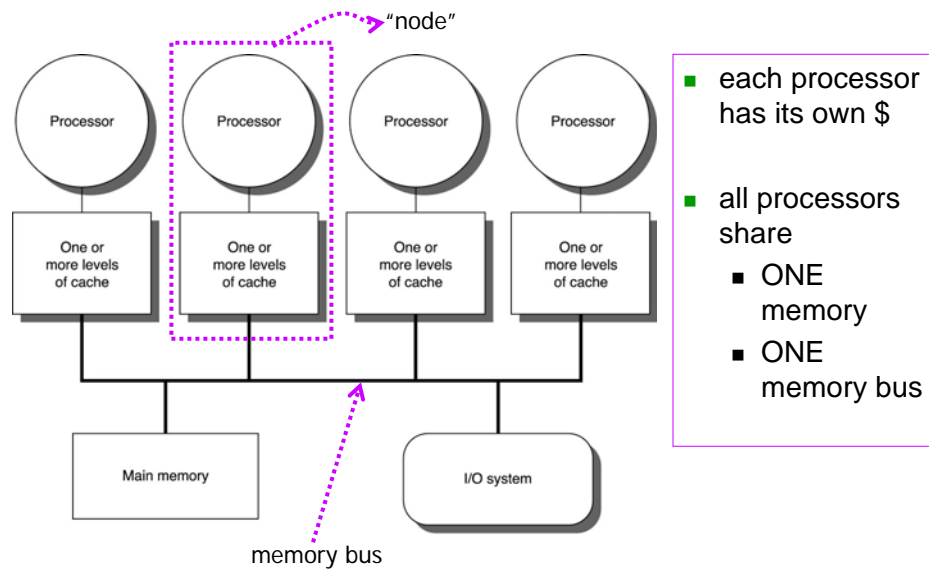 “node”
Processor
Processor
Processor
Processor
One or
more levels
of cache
One or
more levels
of cache
One or
more levels
of cache
One or
more levels
of cache
Main memory
I/O system
memory bus
each processor
has its own $
all processors
share
ONE
memory
ONE
memory bus